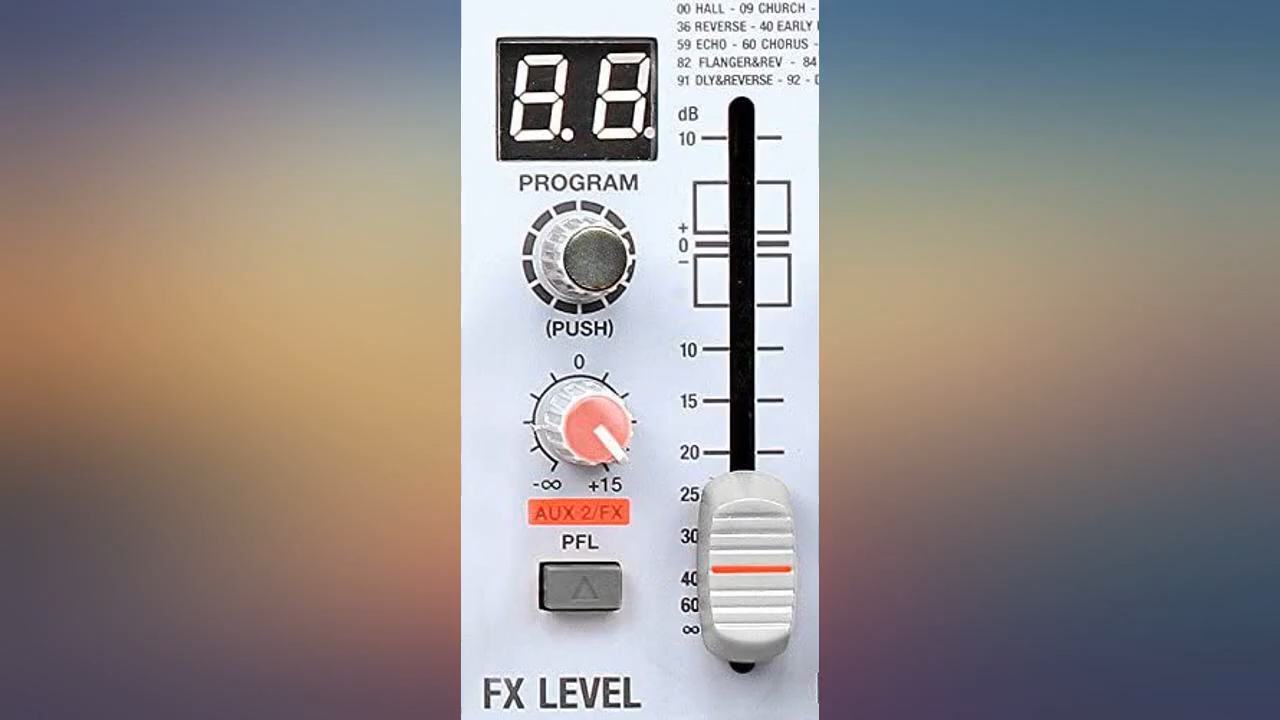 00 HALL - 09 CHURCH -
36 REVERSE - 40 EARLY
59 ECHO - 60 CHORUS -
82 FLANGER&REV - 84
91 DLY&REVERSE - 92 -
8.8.
dB
10
PROGRAM
+
0
−
(PUSH)
10
0
15
20
-∞ +15
25
AUX 2/FX
30
PFL
40
60
∞
FX LEVEL